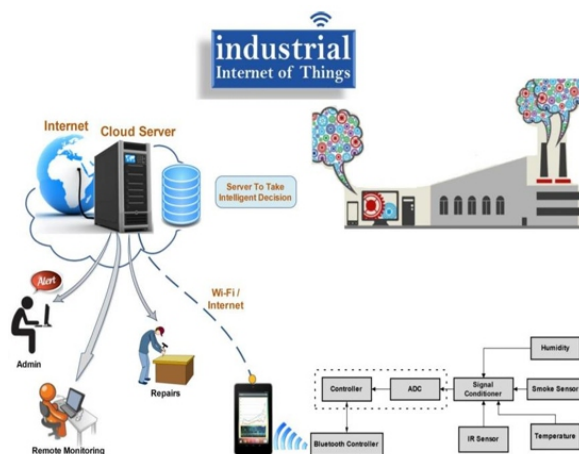 industrial
Internet of Things
Internet
Cloud Server
Server To Take
Intelligent Decision
Alert
Wi-Fi /
Internet
Admin
Repairs
Remote Monitoring
Humidity
Controller
ADC
Signal
Conditioner
Smoke Sensor
Bluetooth Controller
IR Sensor
Temperature